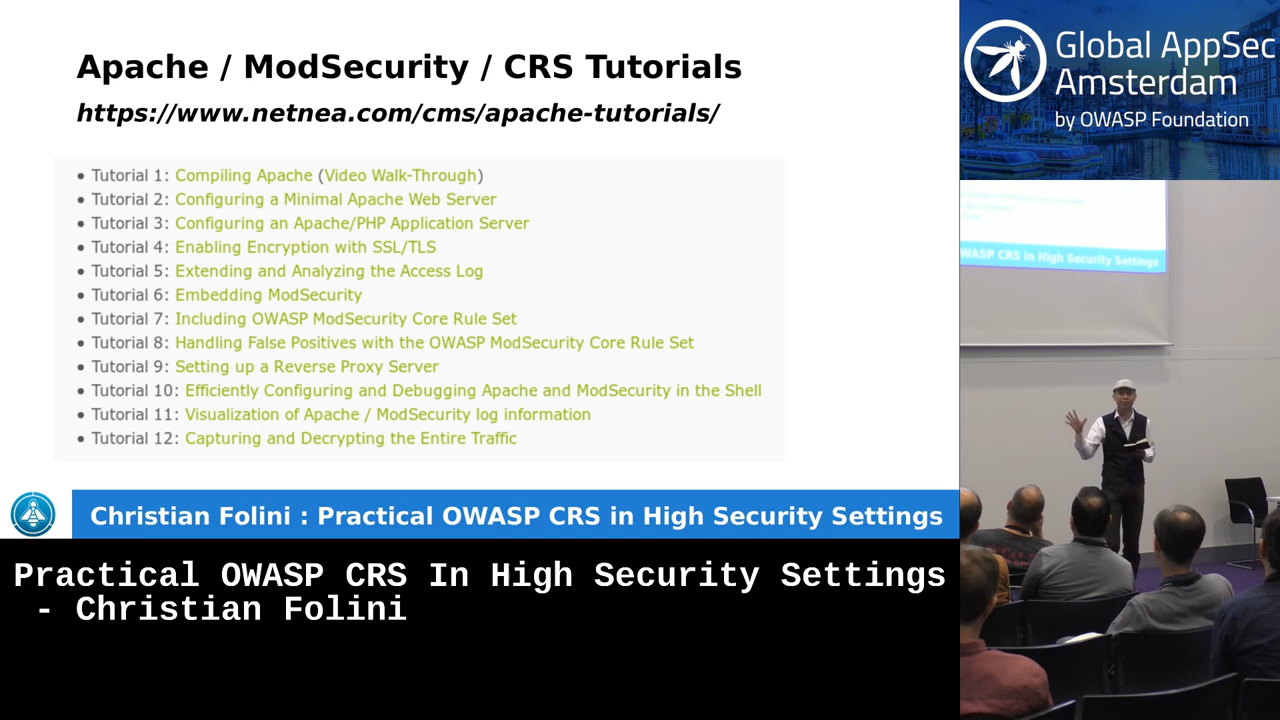 Apache / ModSecurity / CRS Tutorials
https://www.netnea.com/cms/apache-tutorials/
• Tutorial 1: Compiling Apache (Video Walk-Through)
• Tutorial 2: Configuring a Minimal Apache Web Server
• Tutorial 3: Configuring an Apache/PHP Application Server
• Tutorial 4: Enabling Encryption with SSL/TLS
• Tutorial 5: Extending and Analyzing the Access Log
• Tutorial 6: Embedding ModSecurity
• Tutorial 7: Including OWASP ModSecurity Core Rule Set
• Tutorial 8: Handling False Positives with the OWASP ModSecurity Core Rule Set
• Tutorial 9: Setting up a Reverse Proxy Server
• Tutorial 10: Efficiently Configuring and Debugging Apache and ModSecurity in the Shell
• Tutorial 11: Visualization of Apache / ModSecurity log information
• Tutorial 12: Capturing and Decrypting the Entire Traffic
Christian Folini : Practical OWASP CRS in High Security Settings
Practical OWASP CRS In High Security Settings
- Christian Folini
Global AppSec
Amsterdam
by OWASP Foundation
WASP CRS in High Security Settings